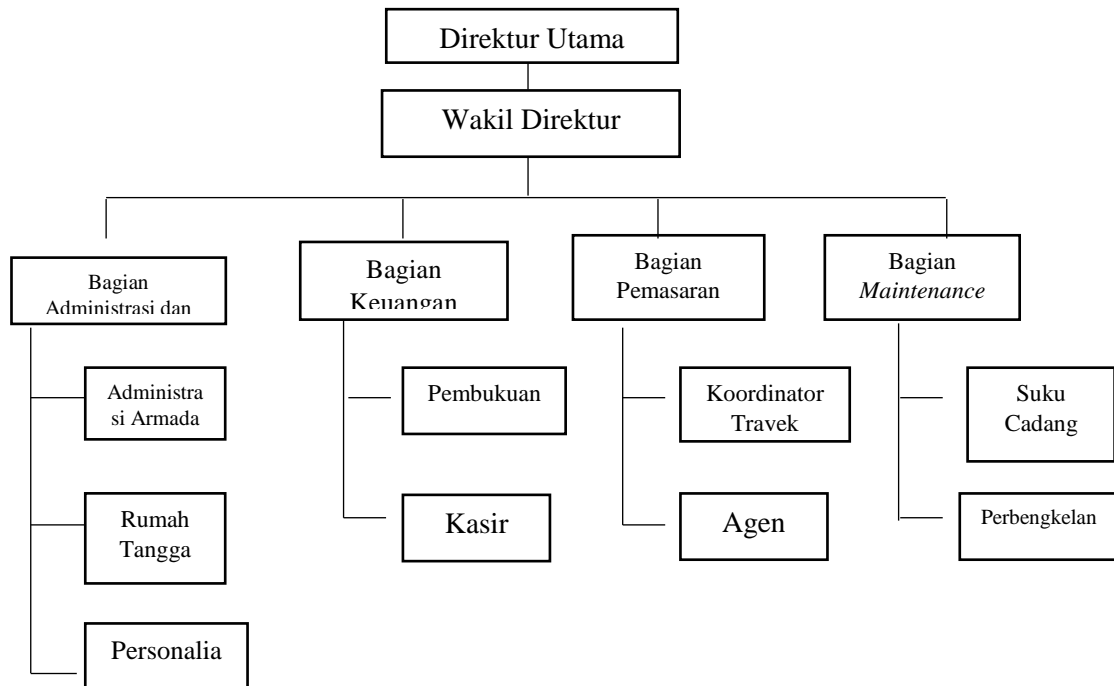 Direktur Utama
Wakil Direktur
Bagian
Administrasi dan
Bagian
Keuangan
Bagian
Pemasaran
Bagian
Maintenance
Administra
si Armada
Pembukuan
Koordinator
Travek
Suku
Cadang
Rumah
Tangga
Kasir
Agen
Perbengkelan
Personalia